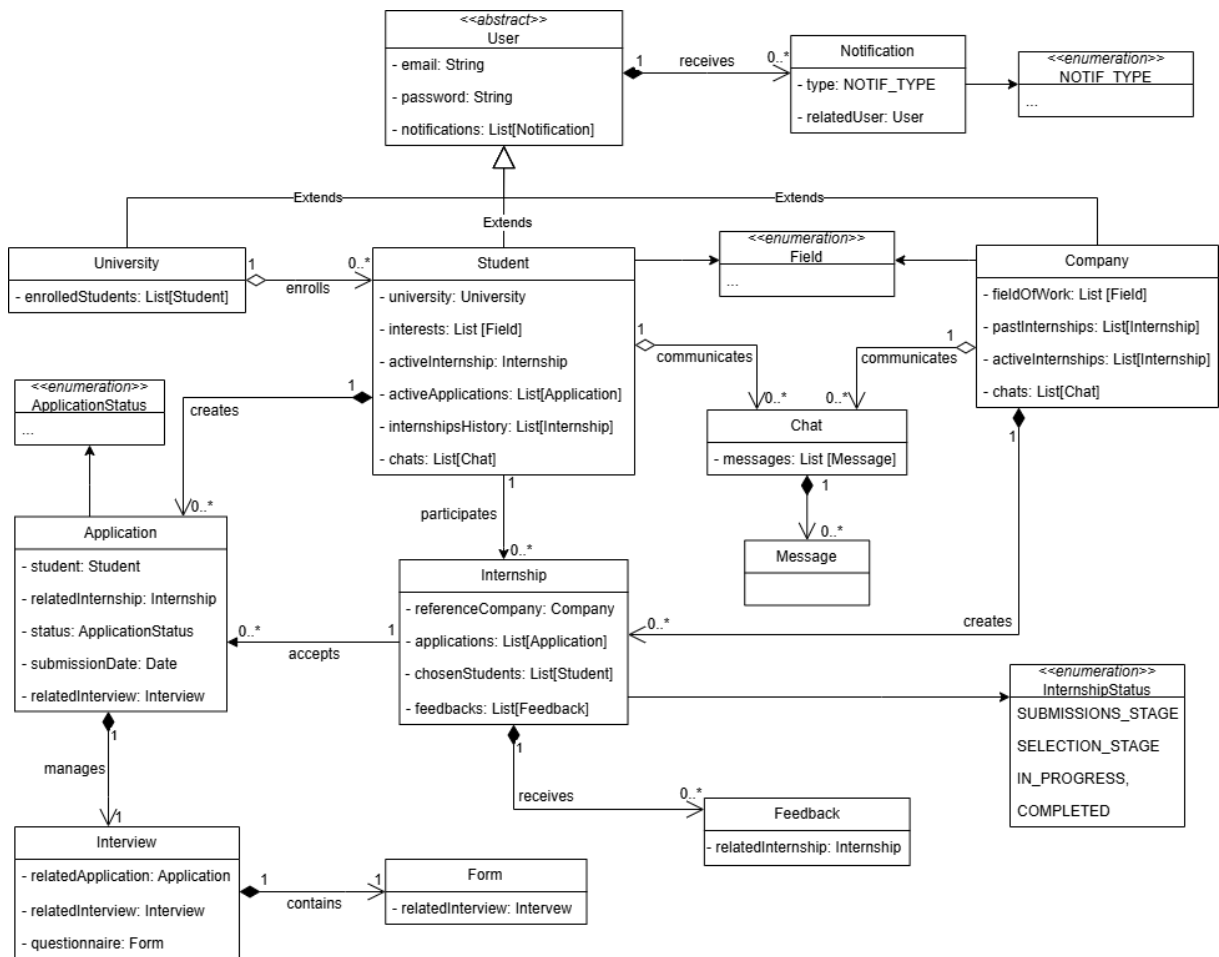 <<abstract>>
User
- email: String
- password: String
- notifications: List[Notification]
1
receives
0..*
Notification
- type: NOTIF_TYPE
- relatedUser: User
<<enumeration>>
NOTIF_TYPE
...
Extends
Extends
Extends
University
- enrolledStudents: List[Student]
1
enrolls
0..*
Student
- university: University
- interests: List [Field]
- activeInternship: Internship
- activeApplications: List[Application]
- internshipsHistory: List[Internship]
- chats: List[Chat]
<<enumeration>>
Field
...
Company
- fieldOfWork: List [Field]
- pastInternships: List[Internship]
- activeInternships: List[Internship]
- chats: List[Chat]
1
communicates
0..*
1
communicates
0..*
<<enumeration>>
ApplicationStatus
...
1
creates
0..*
Chat
- messages: List [Message]
1
0..*
Message
1
creates
0..*
1
participates
0..*
Application
- student: Student
- relatedInternship: Internship
- status: ApplicationStatus
- submissionDate: Date
- relatedInterview: Interview
0..*
accepts
1
Internship
- referenceCompany: Company
- applications: List[Application]
- chosenStudents: List[Student]
- feedbacks: List[Feedback]
<<enumeration>>
InternshipStatus
SUBMISSIONS_STAGE
SELECTION_STAGE
IN_PROGRESS,
COMPLETED
1
manages
1
1
receives
0..*
Feedback
- relatedInternship: Internship
Interview
- relatedApplication: Application
- relatedInterview: Interview
- questionnaire: Form
1
contains
1
Form
- relatedInterview: Intervew